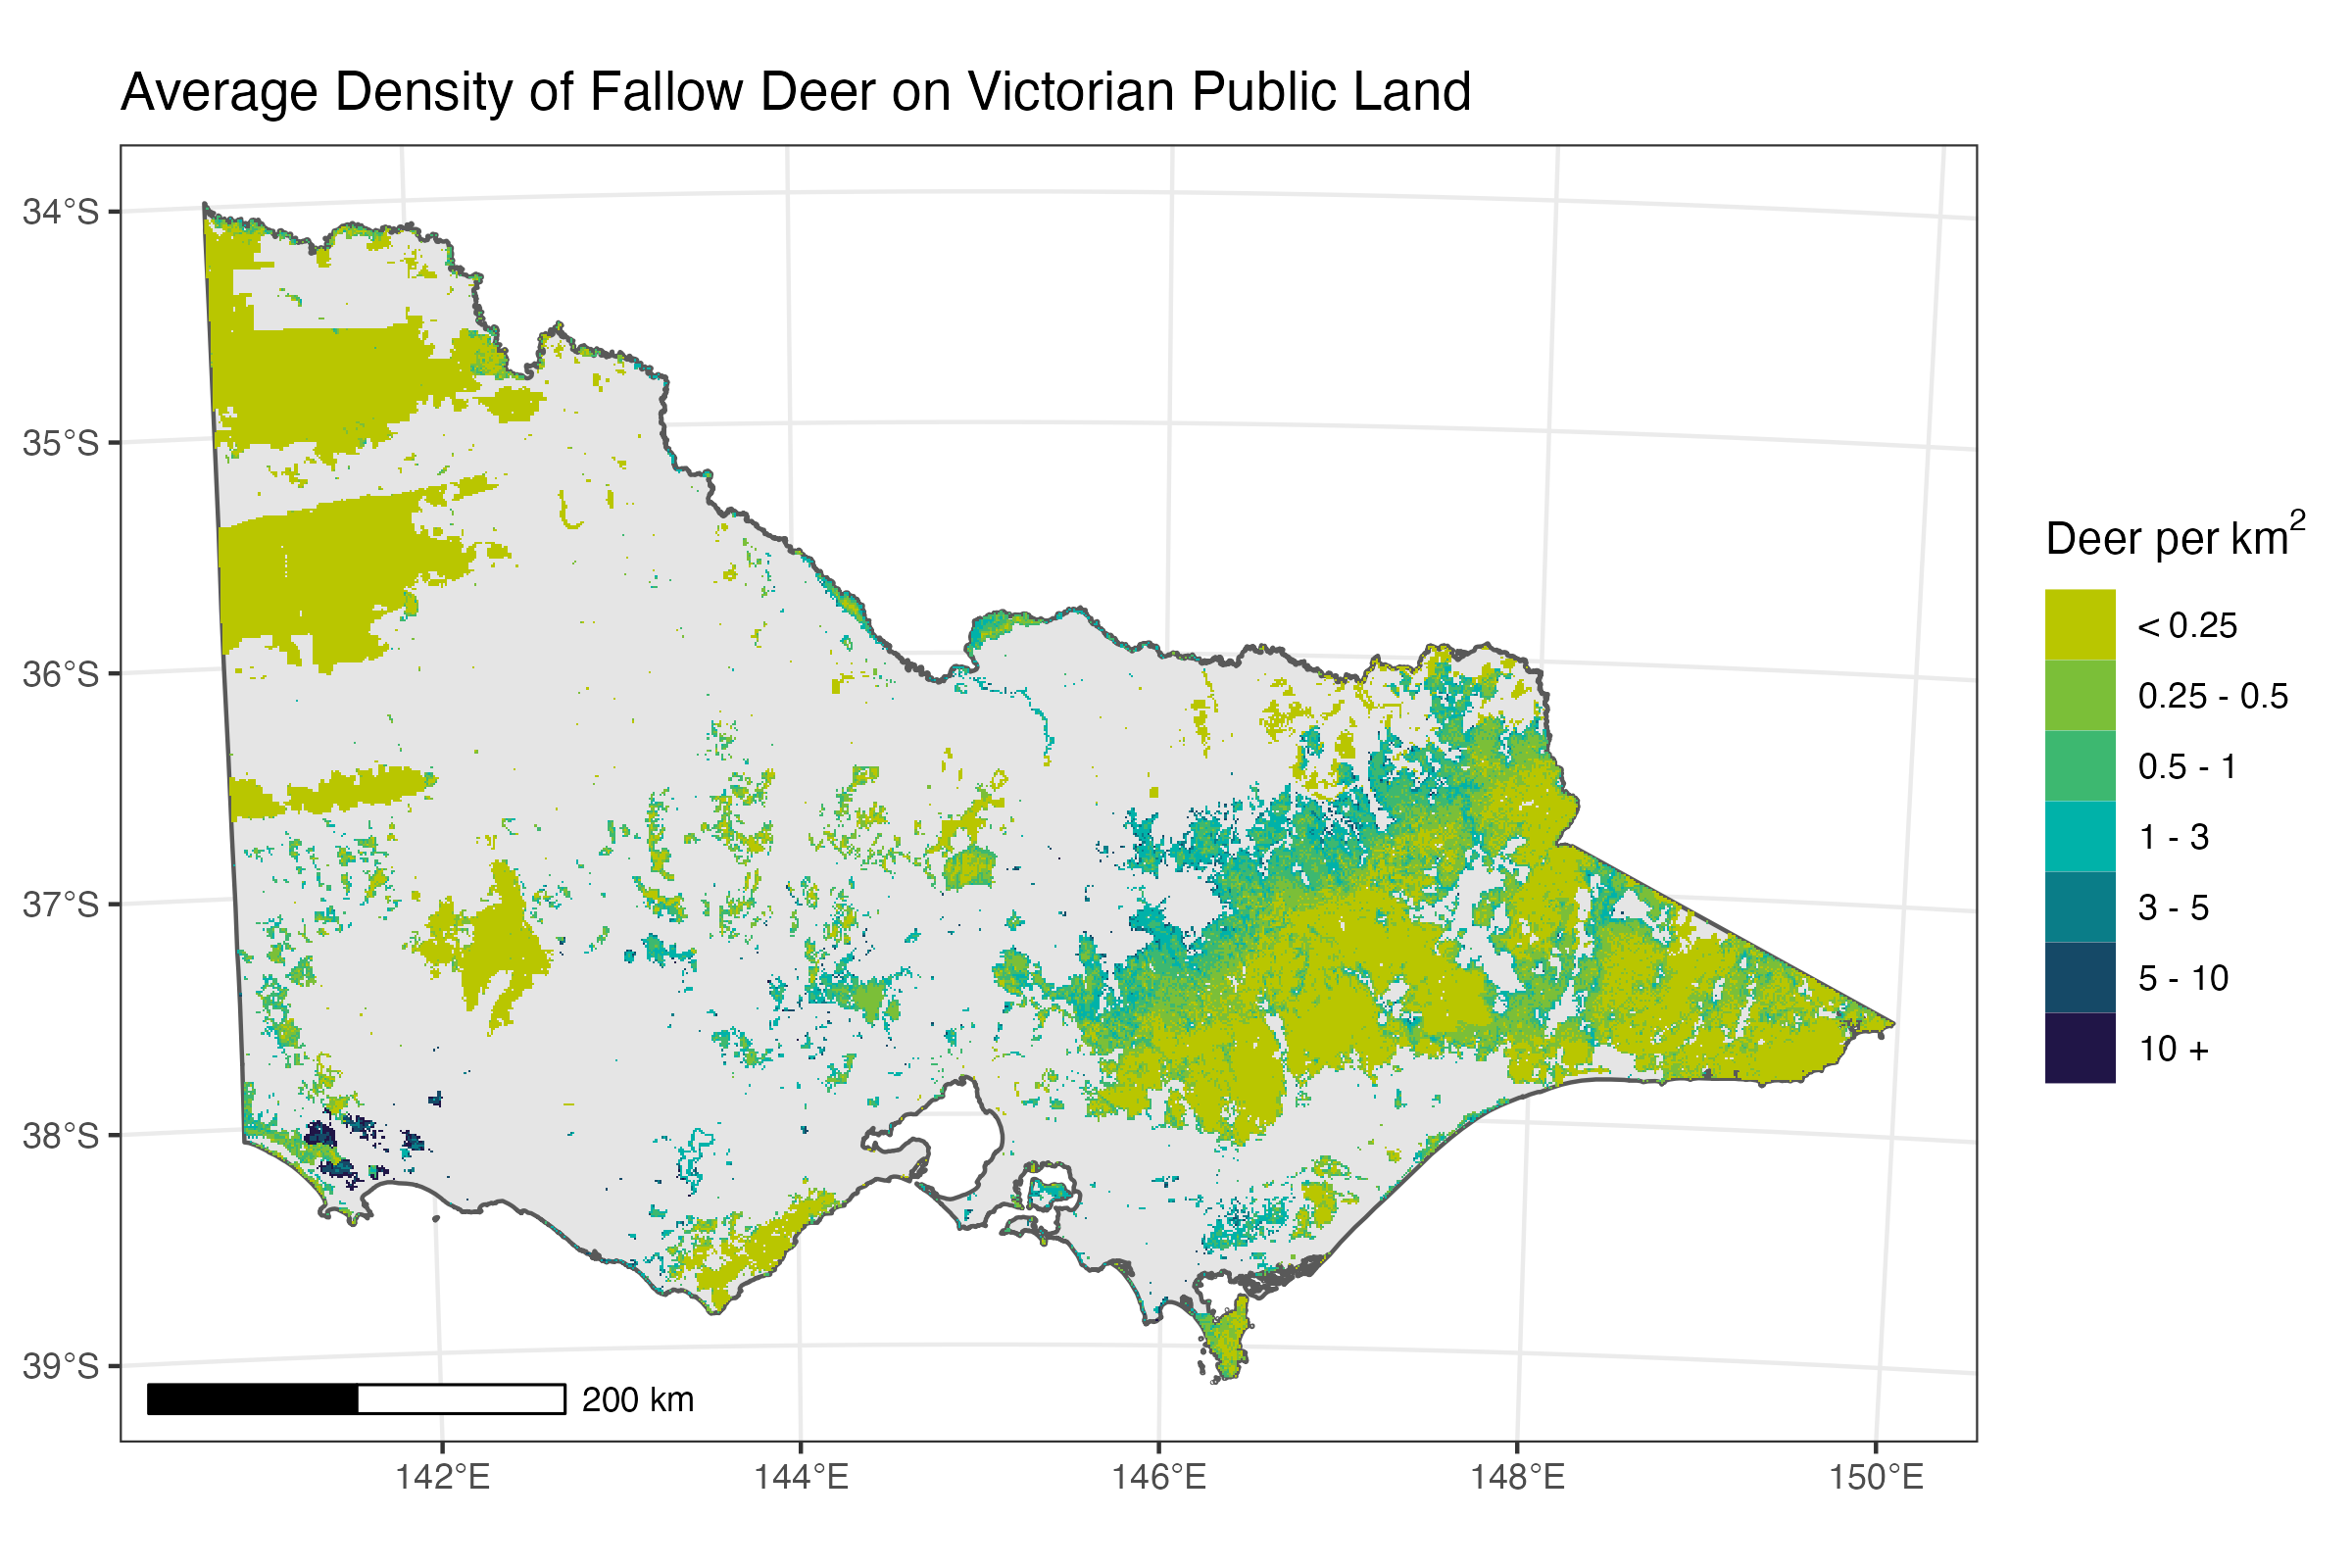 Average Density of Fallow Deer on Victorian Public Land
34°S
35°S
36°S
37°S
38°S
39°S
200 km
142°E
144°E
146°E
148°E
150°E
Deer per km²
< 0.25
0.25 - 0.5
0.5 - 1
1 - 3
3 - 5
5 - 10
10 +